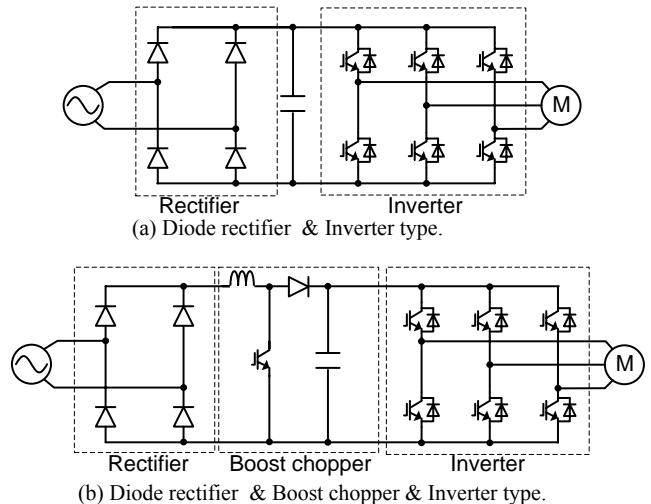 M
Rectifier Inverter
(a) Diode rectifier & Inverter type.
M
Rectifier Boost chopper Inverter
(b) Diode rectifier & Boost chopper & Inverter type.